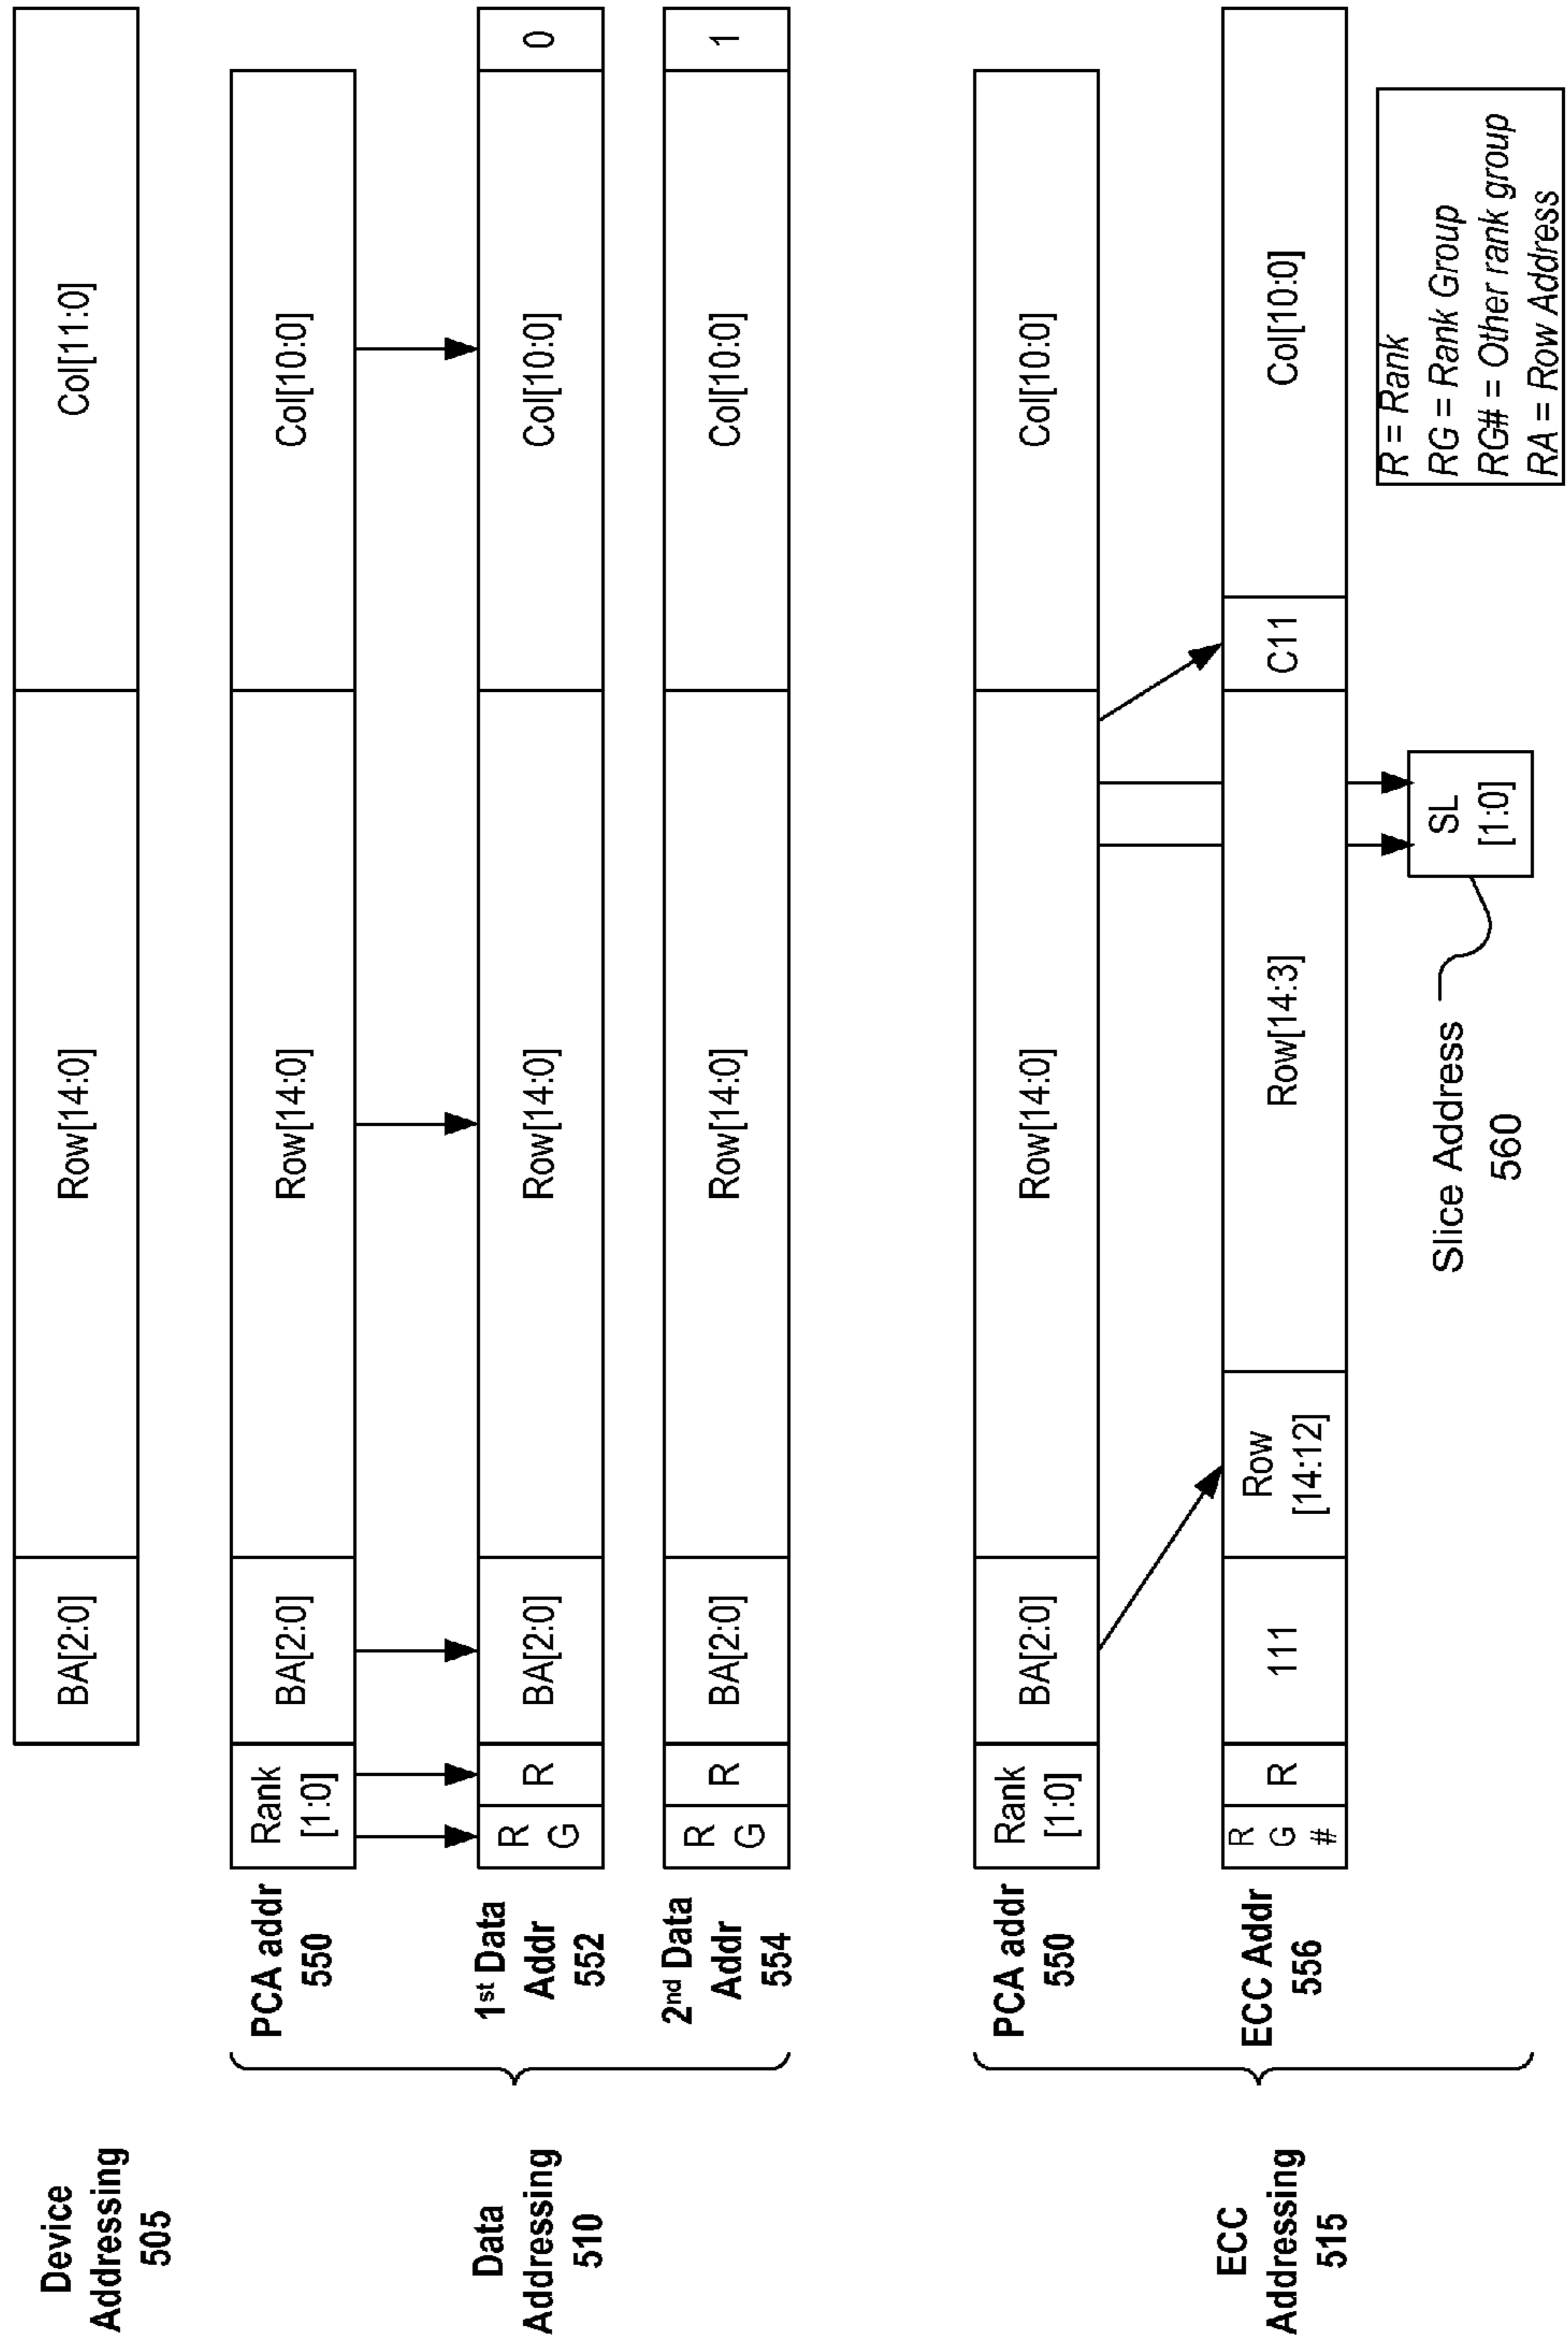 Device
Addressing
505
BA[2:0]
Row[14:0]
Col[11:0]
Data
Addressing
510
PCA addr
550
Rank
[1:0]
BA[2:0]
Row[14:0]
Col[10:0]
1st Data
Addr
552
R
G
R
BA[2:0]
Row[14:0]
Col[10:0]
0
2nd Data
Addr
554
R
G
R
BA[2:0]
Row[14:0]
Col[10:0]
1
ECC
Addressing
515
PCA addr
550
Rank
[1:0]
BA[2:0]
Row[14:0]
Col[10:0]
ECC Addr
556
R
G
#
R
111
Row
[14:12]
Row[14:3]
C11
Col[10:0]
Slice Address
560
SL
[1:0]
R = Rank
RG = Rank Group
RG# = Other rank group
RA = Row Address